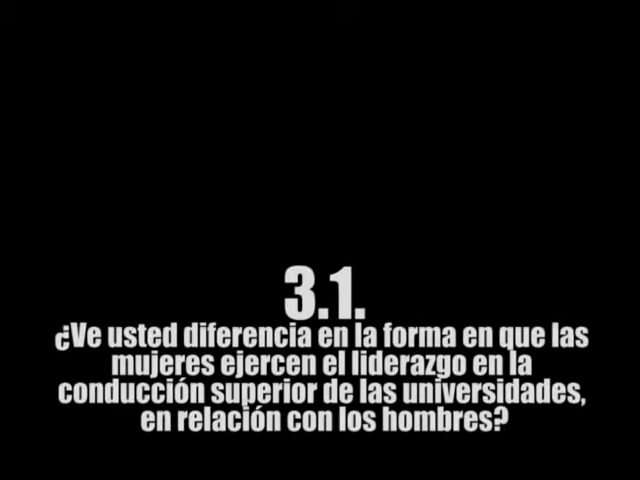 3.1.
¿Ve usted diferencia en la forma en que las
mujeres ejercen el liderazgo en la
conducción superior de las universidades,
en relación con los hombres?